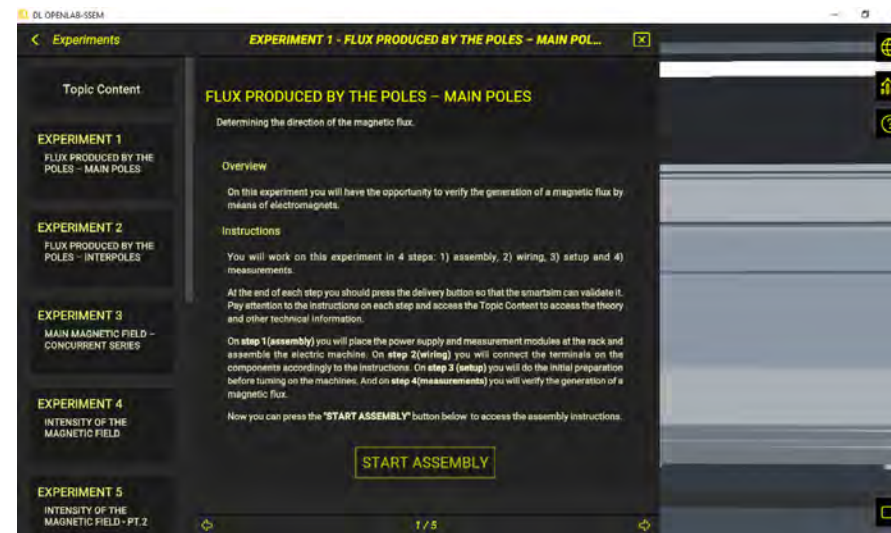 DL OPENLAB-SSEM
Experiments
EXPERIMENT 1 - FLUX PRODUCED BY THE POLES – MAIN POL...
Topic Content
EXPERIMENT 1
FLUX PRODUCED BY THE
POLES – MAIN POLES
EXPERIMENT 2
FLUX PRODUCED BY THE
POLES – INTERPOLES
EXPERIMENT 3
MAIN MAGNETIC FIELD –
CONCURRENT SERIES
EXPERIMENT 4
INTENSITY OF THE
MAGNETIC FIELD
EXPERIMENT 5
INTENSITY OF THE
MAGNETIC FIELD - PT.2
FLUX PRODUCED BY THE POLES – MAIN POLES
Determining the direction of the magnetic flux.
Overview
On this experiment you will have the opportunity to verify the generation of a magnetic flux by
means of electromagnets.
Instructions
You will work on this experiment in 4 steps: 1) assembly, 2) wiring, 3) setup and 4)
measurements.
At the end of each step you should press the delivery button so that the smartsim can validate it.
Pay attention to the instructions on each step and access the Topic Content to access the theory
and other technical information.
On step 1(assembly) you will place the power supply and measurement modules at the rack and
assemble the electric machine. On step 2(wiring) you will connect the terminals on the
components accordingly to the instructions. On step 3 (setup) you will do the initial preparation
before turning on the machines. And on step 4(measurements) you will verify the generation of a
magnetic flux.
Now you can press the "START ASSEMBLY" button below to access the assembly instructions.
START ASSEMBLY
1/5